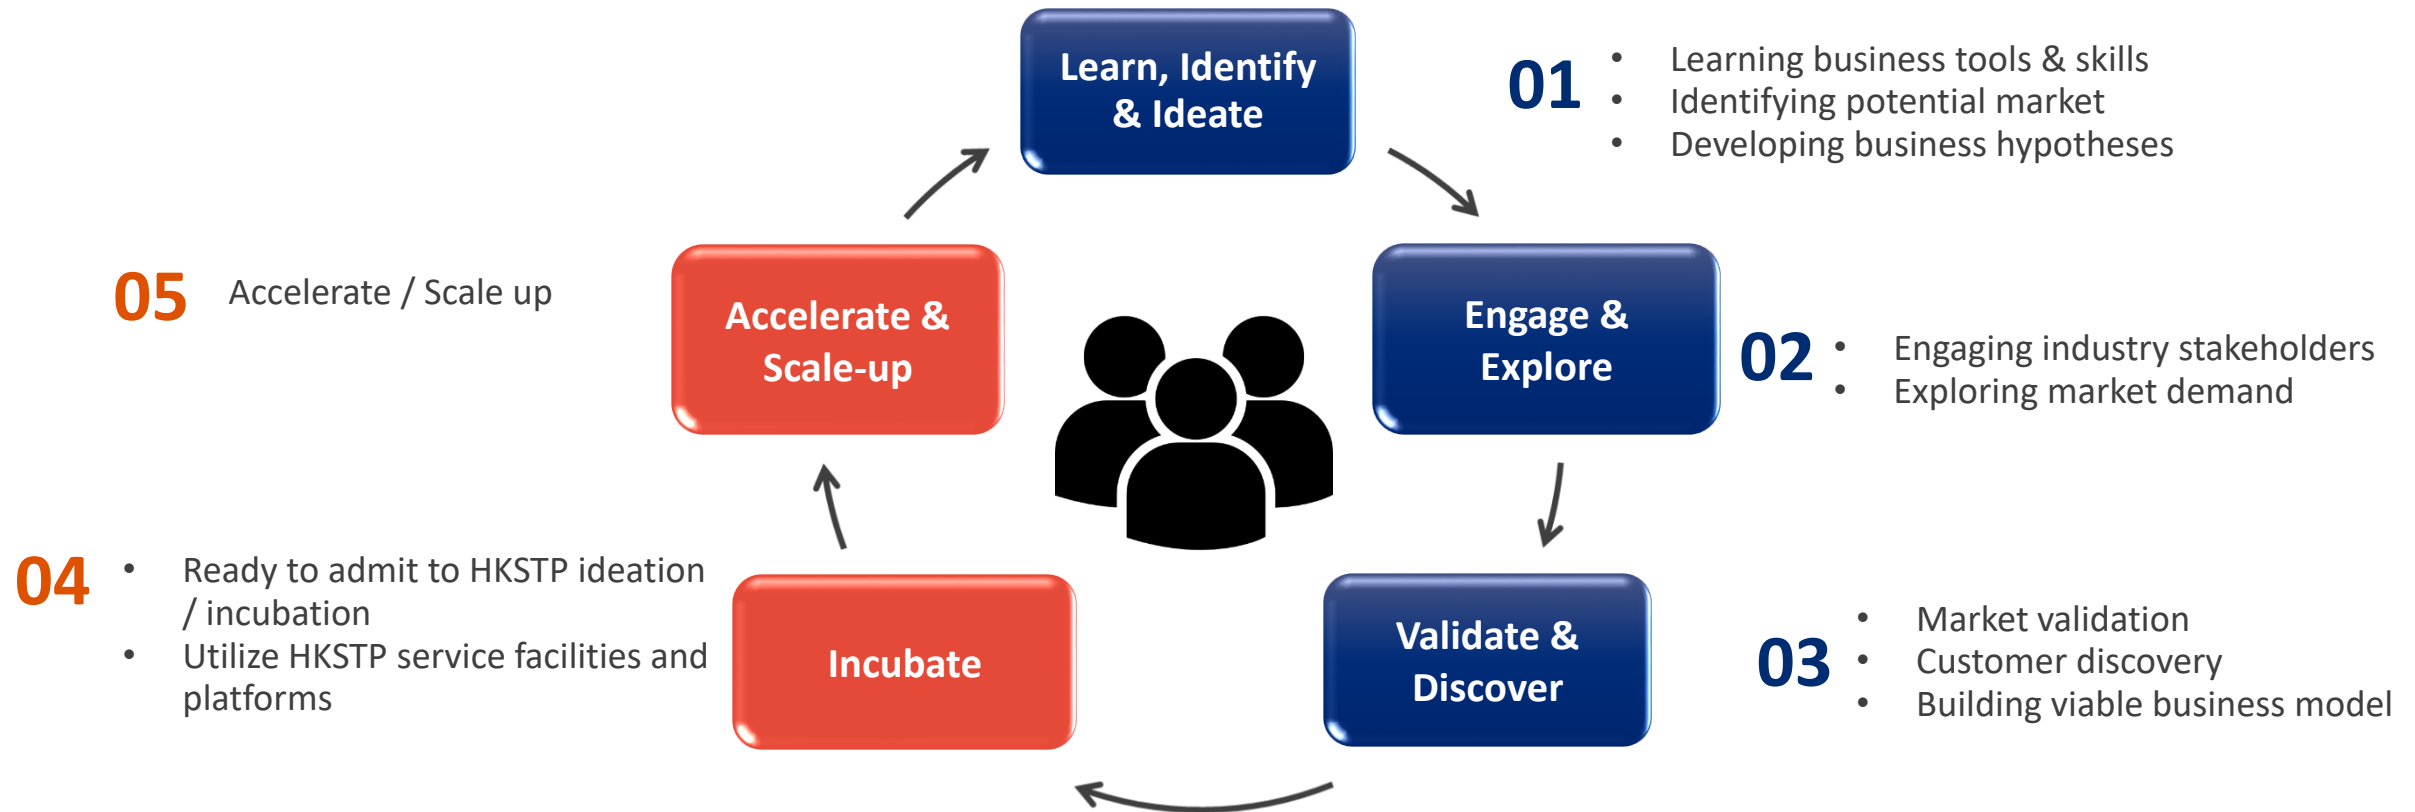 Learn, Identify
& Ideate
01
• Learning business tools & skills
• Identifying potential market
• Developing business hypotheses
Engage &
Explore
02
• Engaging industry stakeholders
• Exploring market demand
Validate &
Discover
03
• Market validation
• Customer discovery
• Building viable business model
Incubate
04
• Ready to admit to HKSTP ideation
/ incubation
• Utilize HKSTP service facilities and
platforms
Accelerate &
Scale-up
05
Accelerate / Scale up